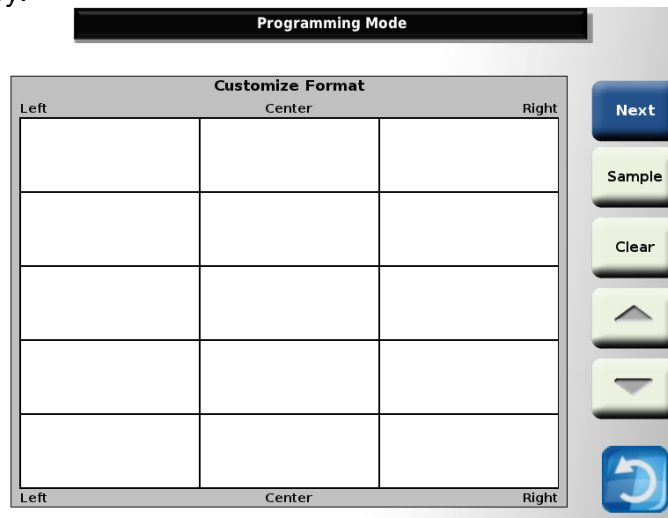 y.
Programming Mode
Customize Format
Left Center Right
Next
Sample
Clear
Left Center Right